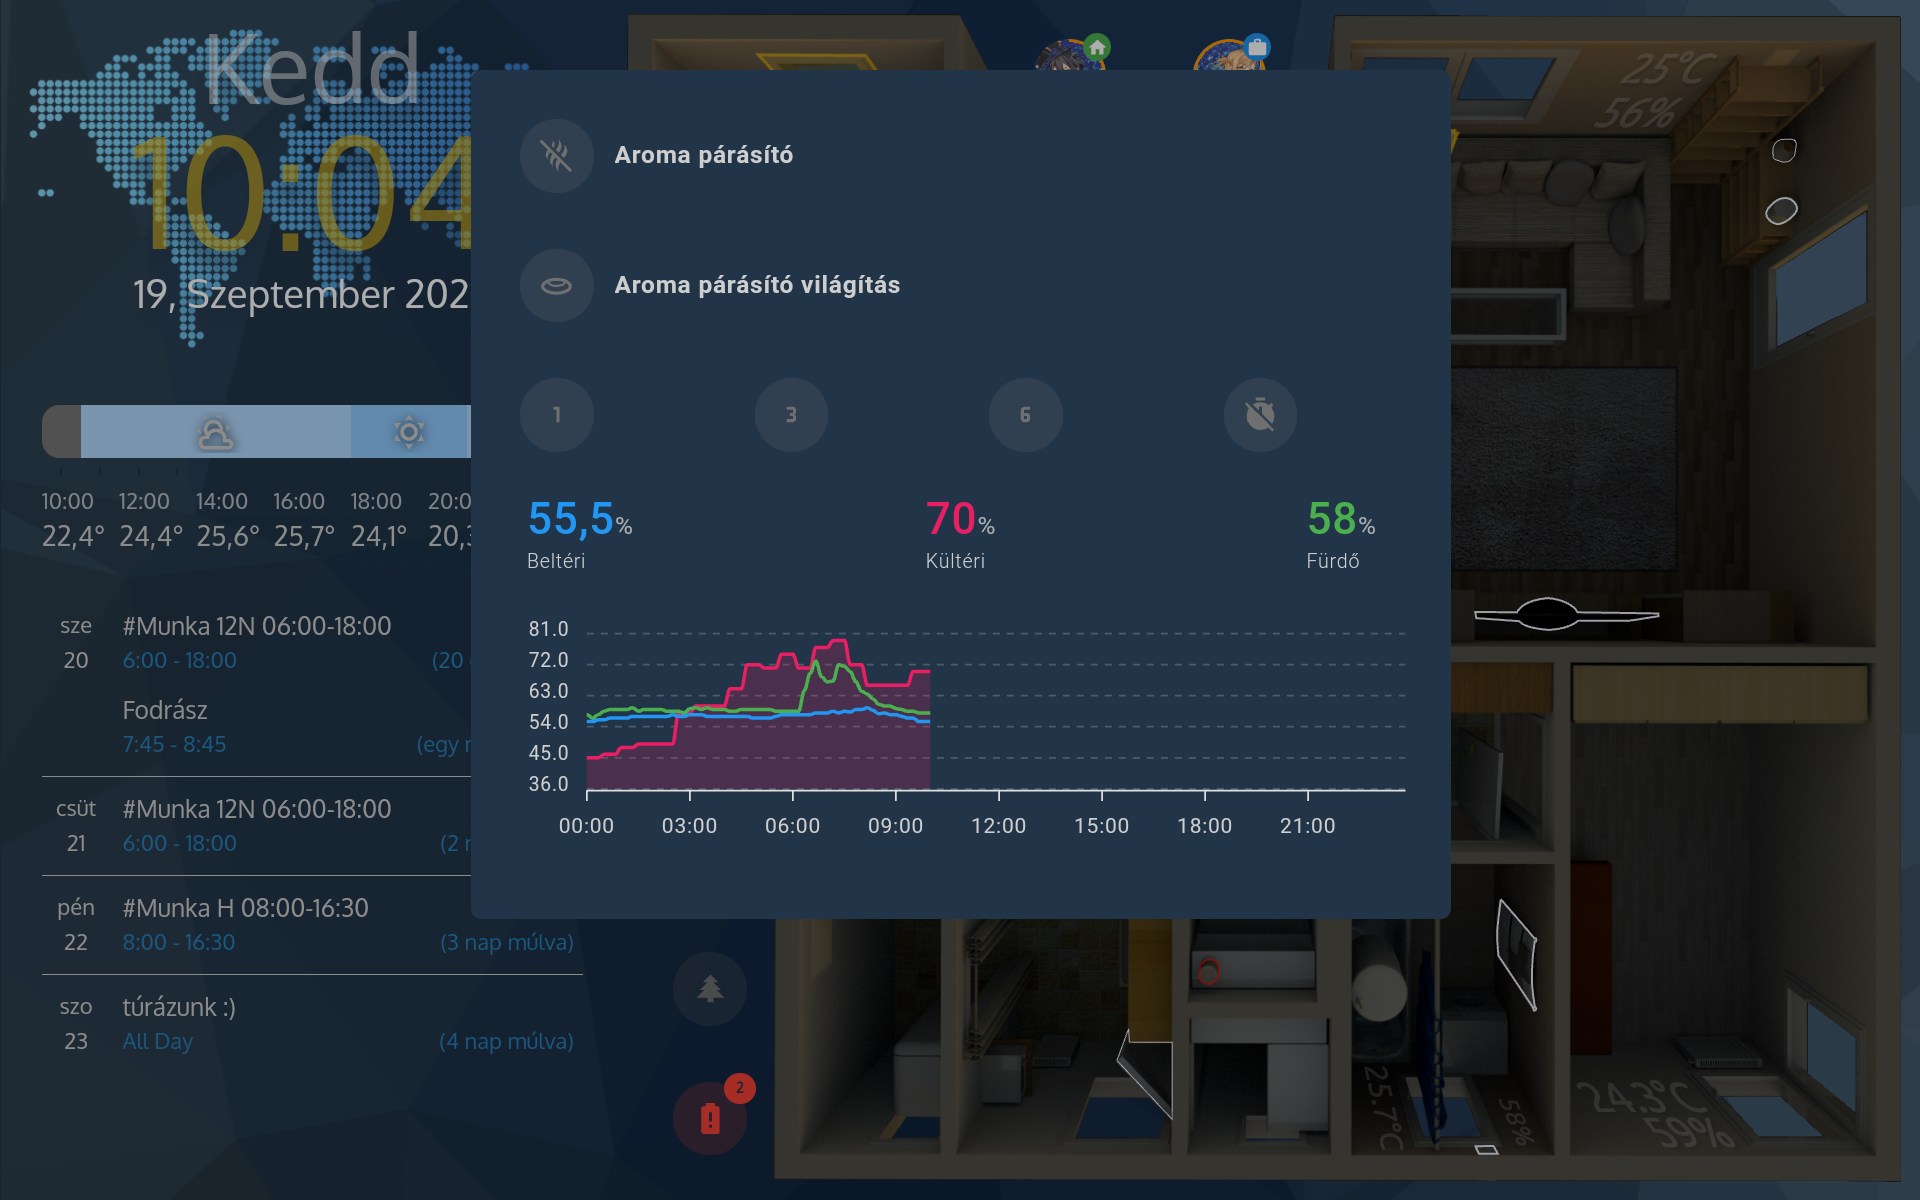 Kedd
10:04
19, Szeptember 202
10:00 12:00 14:00 16:00 18:00 20:0
22,4° 24,4° 25,6° 25,7° 24,1° 20,3
sze #Munka 12N 06:00-18:00
20 6:00 - 18:00 (20
Fodrász
7:45 - 8:45 (egy
csüt #Munka 12N 06:00-18:00
21 6:00 - 18:00 (2
pén #Munka H 08:00-16:30
22 8:00 - 16:30 (3 nap múlva)
szo túrázunk :)
23 All Day (4 nap múlva)
2
Aroma párásító
Aroma párásító világítás
1 3 6
55,5% 70% 58%
Beltéri Kültéri Fürdő
81.0
72.0
63.0
54.0
45.0
36.0
00:00 03:00 06:00 09:00 12:00 15:00 18:00 21:00
25°C
56%
25.7°C
58%
24.3°C
59%